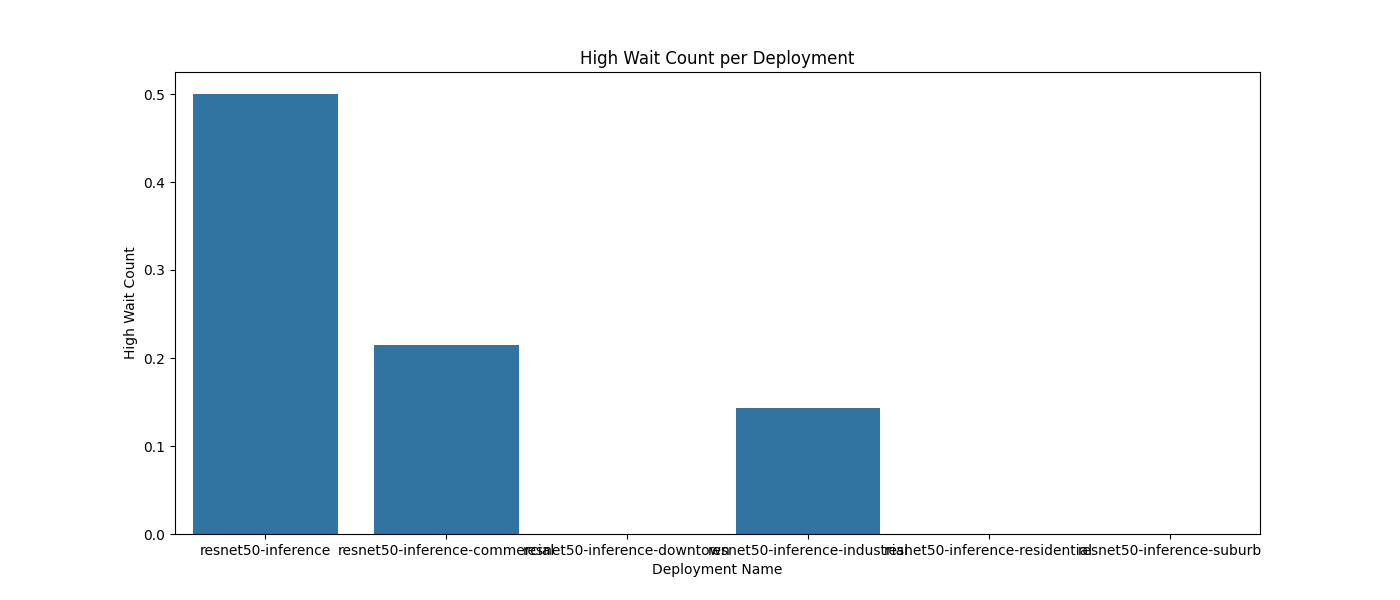 High Wait Count per Deployment
0.5
0.4
0.3
0.2
0.1
0.0
High Wait Count
resnet50-inference
resnet50-inference-commercial
resnet50-inference-downtown
resnet50-inference-industrial
resnet50-inference-residential
resnet50-inference-suburb
Deployment Name